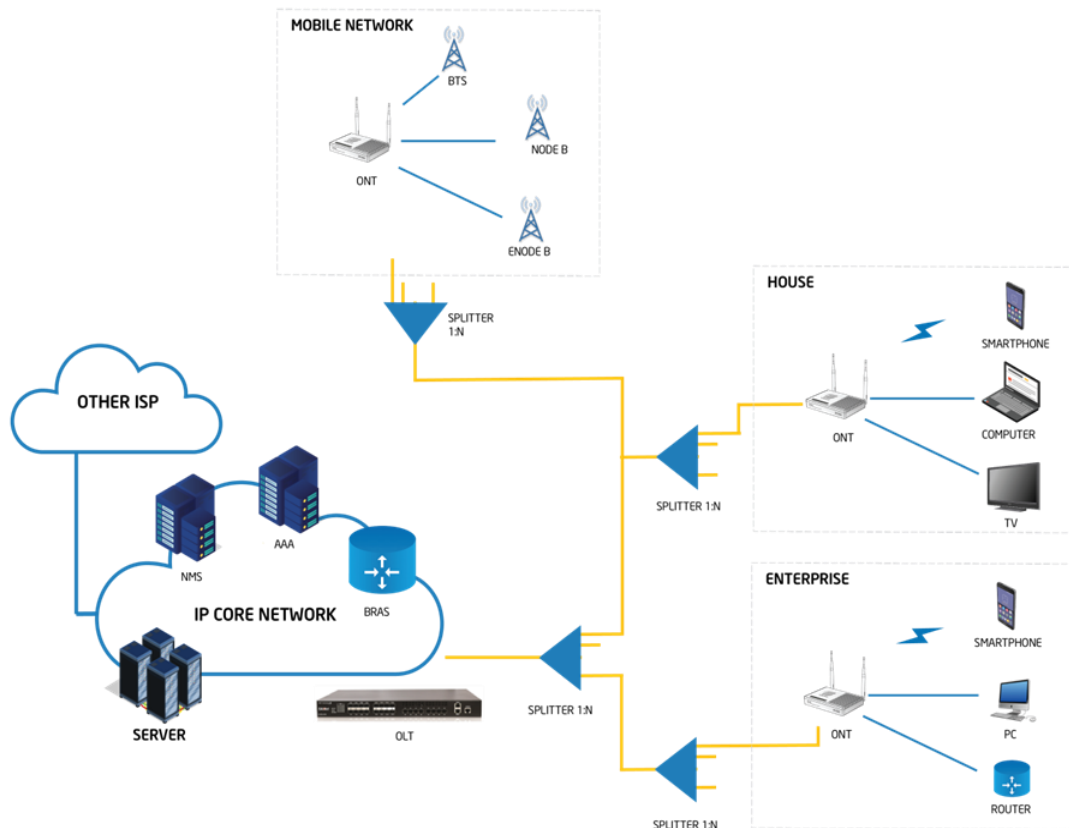 MOBILE NETWORK
BTS
NODE B
ONT
ENODE B
SPLITTER
1:N
HOUSE
SMARTPHONE
ONT
COMPUTER
TV
SPLITTER 1:N
OTHER ISP
NMS
AAA
BRAS
IP CORE NETWORK
SERVER
OLT
SPLITTER 1:N
ENTERPRISE
SMARTPHONE
ONT
PC
ROUTER
SPLITTER 1:N